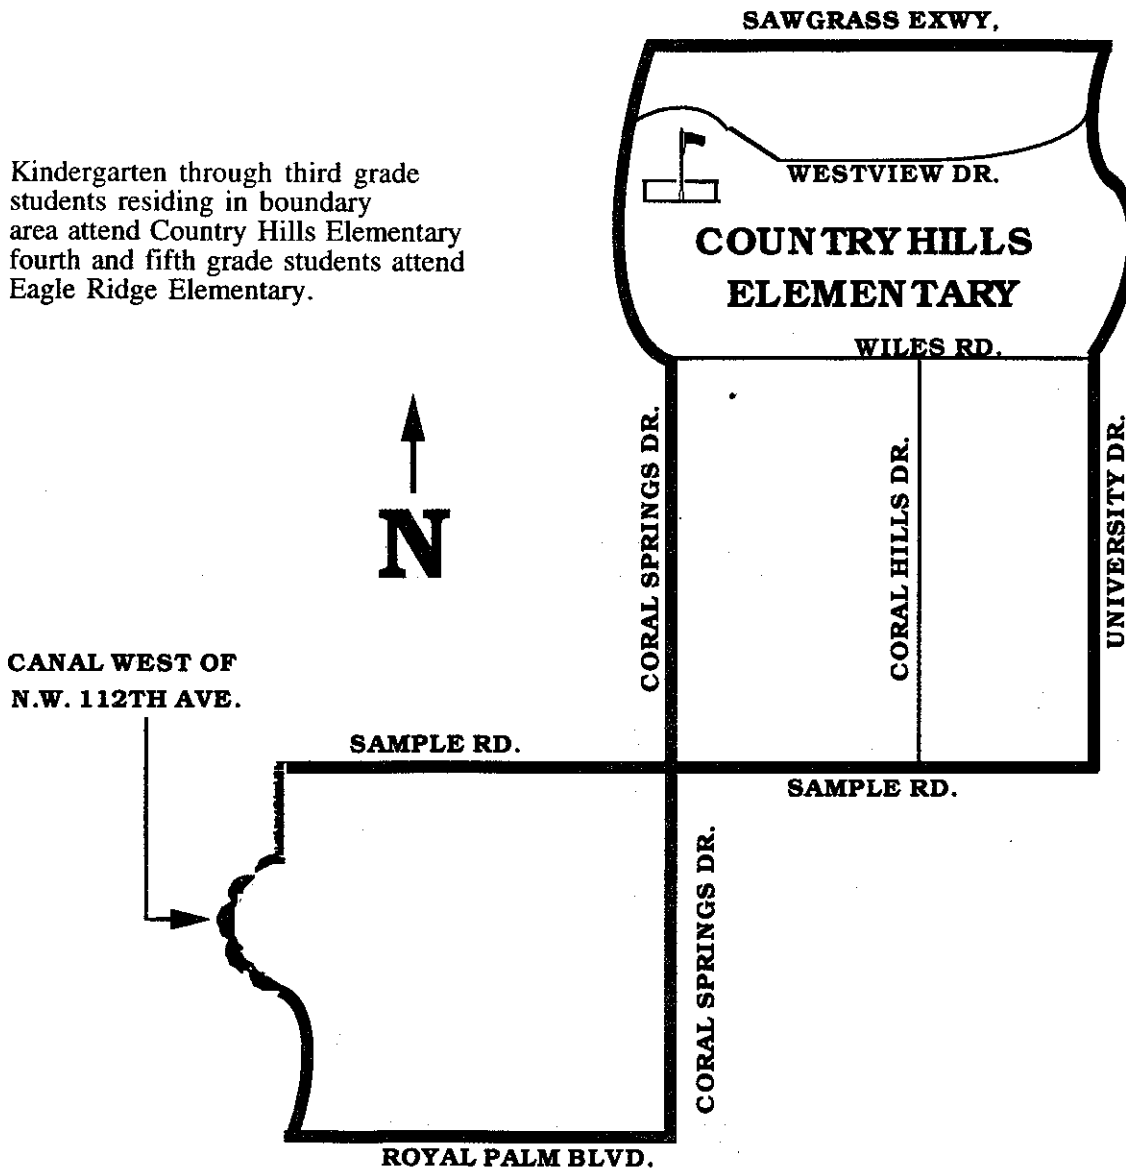 SAWGRASS EXWY.
Kindergarten through third grade
students residing in boundary
area attend Country Hills Elementary
fourth and fifth grade students attend
Eagle Ridge Elementary.
WESTVIEW DR.
COUNTRY HILLS
ELEMENTARY
WILES RD.
CORAL SPRINGS DR.
CORAL HILLS DR.
UNIVERSITY DR.
N
CANAL WEST OF
N.W. 112TH AVE.
SAMPLE RD.
SAMPLE RD.
CORAL SPRINGS DR.
ROYAL PALM BLVD.